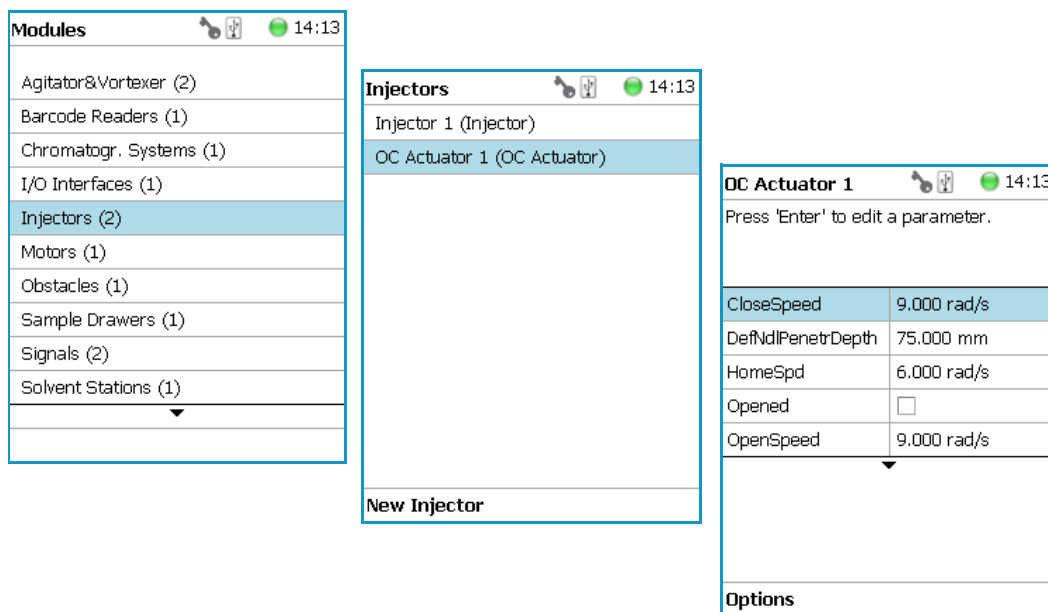 Modules 14:13
Agitator&Vortexer (2)
Barcode Readers (1)
Chromatogr. Systems (1)
I/O Interfaces (1)
Injectors (2)
Motors (1)
Obstacles (1)
Sample Drawers (1)
Signals (2)
Solvent Stations (1)
Injectors 14:13
Injector 1 (Injector)
OC Actuator 1 (OC Actuator)
New Injector
OC Actuator 1 14:13
Press 'Enter' to edit a parameter.
CloseSpeed 9.000 rad/s
DefNdlPenetrDepth 75.000 mm
HomeSpd 6.000 rad/s
Opened
OpenSpeed 9.000 rad/s
Options